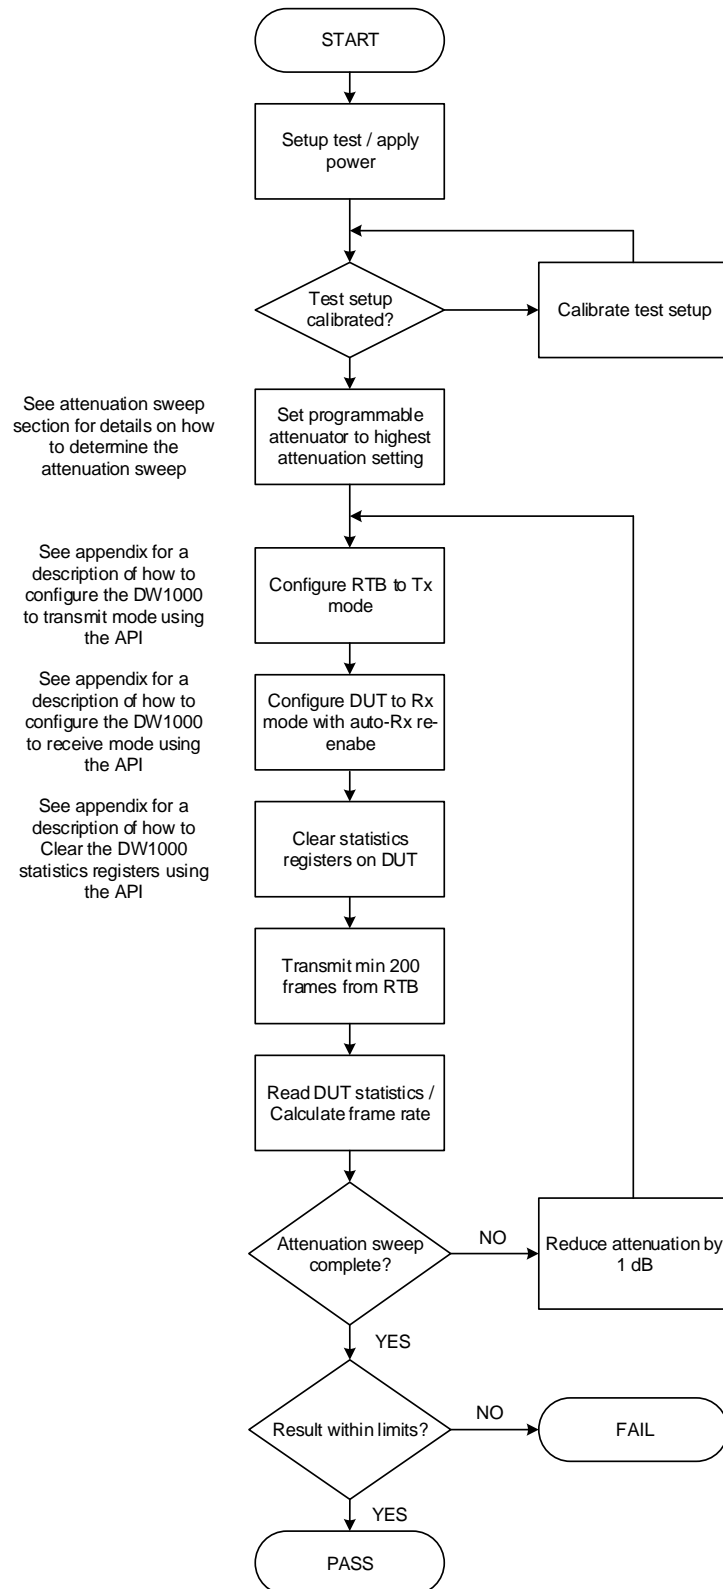 START
Setup test / apply
power
Test setup
calibrated?
Calibrate test setup
See attenuation sweep
section for details on how
to determine the
attenuation sweep
Set programmable
attenuator to highest
attenuation setting
See appendix for a
description of how to
configure the DW1000
to transmit mode using
the API
Configure RTB to Tx
mode
See appendix for a
description of how to
configure the DW1000
to receive mode using
the API
Configure DUT to Rx
mode with auto-Rx re-
enabe
See appendix for a
description of how to
Clear the DW1000
statistics registers using
the API
Clear statistics
registers on DUT
Transmit min 200
frames from RTB
Read DUT statistics /
Calculate frame rate
Attenuation sweep
complete?
NO
Reduce attenuation by
1 dB
YES
Result within limits?
NO
FAIL
YES
PASS